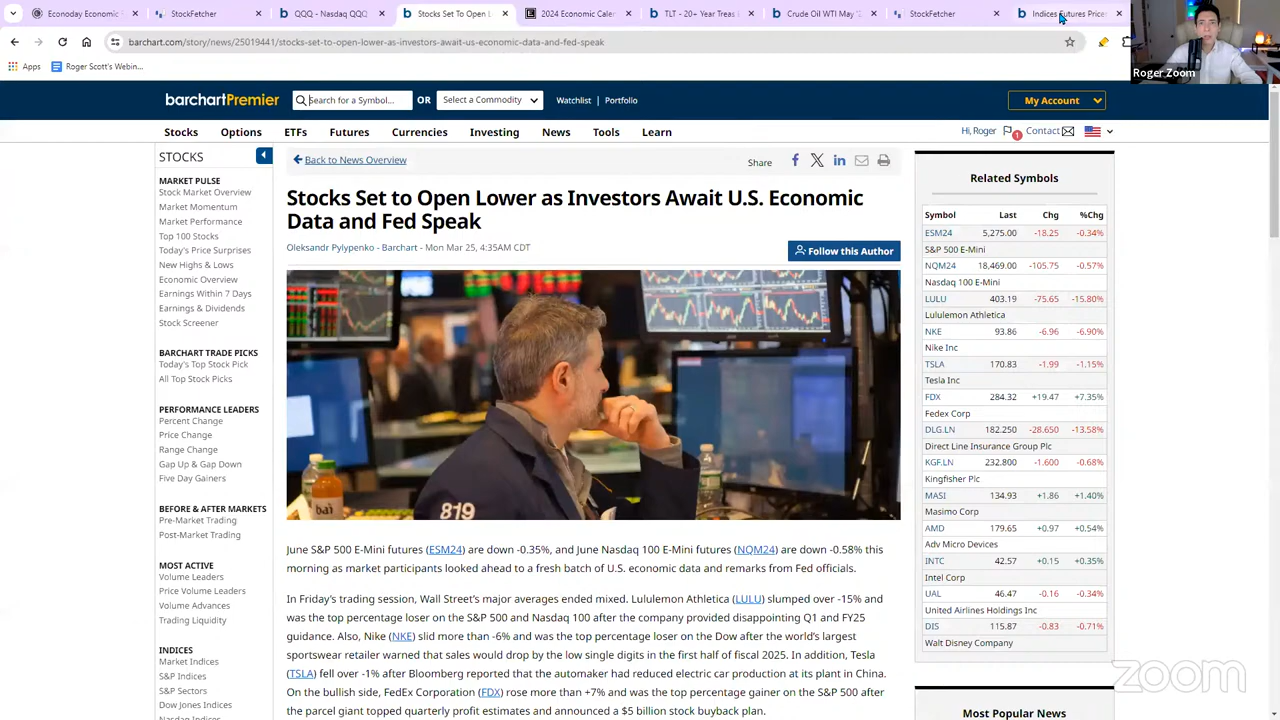 Econoday Economic
StockFetcher
QQQ - Nasdaq QQQ
Stocks Set To Open L
2024 Economic Caler
TLT - 20+ Year Treas
Crude Oil WTI May '2
StockFetcher
Indices Futures Price
barchart.com/story/news/25019441/stocks-set-to-open-lower-as-investors-await-us-economic-data-and-fed-speak
Apps
Roger Scott's Webin...
Roger Zoom
barchartPremier
Search for a Symbol...
OR
Select a Commodity
Watchlist | Portfolio
My Account
Stocks Options ETFs Futures Currencies Investing News Tools Learn
Hi, Roger
1
Contact
STOCKS
MARKET PULSE
Stock Market Overview
Market Momentum
Market Performance
Top 100 Stocks
Today's Price Surprises
New Highs & Lows
Economic Overview
Earnings Within 7 Days
Earnings & Dividends
Stock Screener
BARCHART TRADE PICKS
Today's Top Stock Pick
All Top Stock Picks
PERFORMANCE LEADERS
Percent Change
Price Change
Range Change
Gap Up & Gap Down
Five Day Gainers
BEFORE & AFTER MARKETS
Pre-Market Trading
Post-Market Trading
MOST ACTIVE
Volume Leaders
Price Volume Leaders
Volume Advances
Trading Liquidity
INDICES
Market Indices
S&P Indices
S&P Sectors
Dow Jones Indices
Nasdaq Indices
Back to News Overview
Share
Stocks Set to Open Lower as Investors Await U.S. Economic
Data and Fed Speak
Oleksandr Pylypenko - Barchart - Mon Mar 25, 4:35AM CDT
Follow this Author
819
bai
June S&P 500 E-Mini futures (ESM24) are down -0.35%, and June Nasdaq 100 E-Mini futures (NQM24) are down -0.58% this
morning as market participants looked ahead to a fresh batch of U.S. economic data and remarks from Fed officials.
In Friday's trading session, Wall Street's major averages ended mixed. Lululemon Athletica (LULU) slumped over -15% and
was the top percentage loser on the S&P 500 and Nasdaq 100 after the company provided disappointing Q1 and FY25
guidance. Also, Nike (NKE) slid more than -6% and was the top percentage loser on the Dow after the world's largest
sportswear retailer warned that sales would drop by the low single digits in the first half of fiscal 2025. In addition, Tesla
(TSLA) fell over -1% after Bloomberg reported that the automaker had reduced electric car production at its plant in China.
On the bullish side, FedEx Corporation (FDX) rose more than +7% and was the top percentage gainer on the S&P 500 after
the parcel giant topped quarterly profit estimates and announced a $5 billion stock buyback plan.
Related Symbols
Symbol Last Chg %Chg
ESM24 5,275.00 -18.25 -0.34%
S&P 500 E-Mini
NQM24 18,469.00 -105.75 -0.57%
Nasdaq 100 E-Mini
LULU 403.19 -75.65 -15.80%
Lululemon Athletica
NKE 93.86 -6.96 -6.90%
Nike Inc
TSLA 170.83 -1.99 -1.15%
Tesla Inc
FDX 284.32 +19.47 +7.35%
Fedex Corp
DLG.LN 182.250 -28.650 -13.58%
Direct Line Insurance Group Plc
KGF.LN 232.800 -1.600 -0.68%
Kingfisher Plc
MASI 134.93 +1.86 +1.40%
Masimo Corp
AMD 179.65 +0.97 +0.54%
Adv Micro Devices
INTC 42.57 +0.15 +0.35%
Intel Corp
UAL 46.47 -0.16 -0.34%
United Airlines Holdings Inc
DIS 115.87 -0.83 -0.71%
Walt Disney Company
Most Popular News
zoom